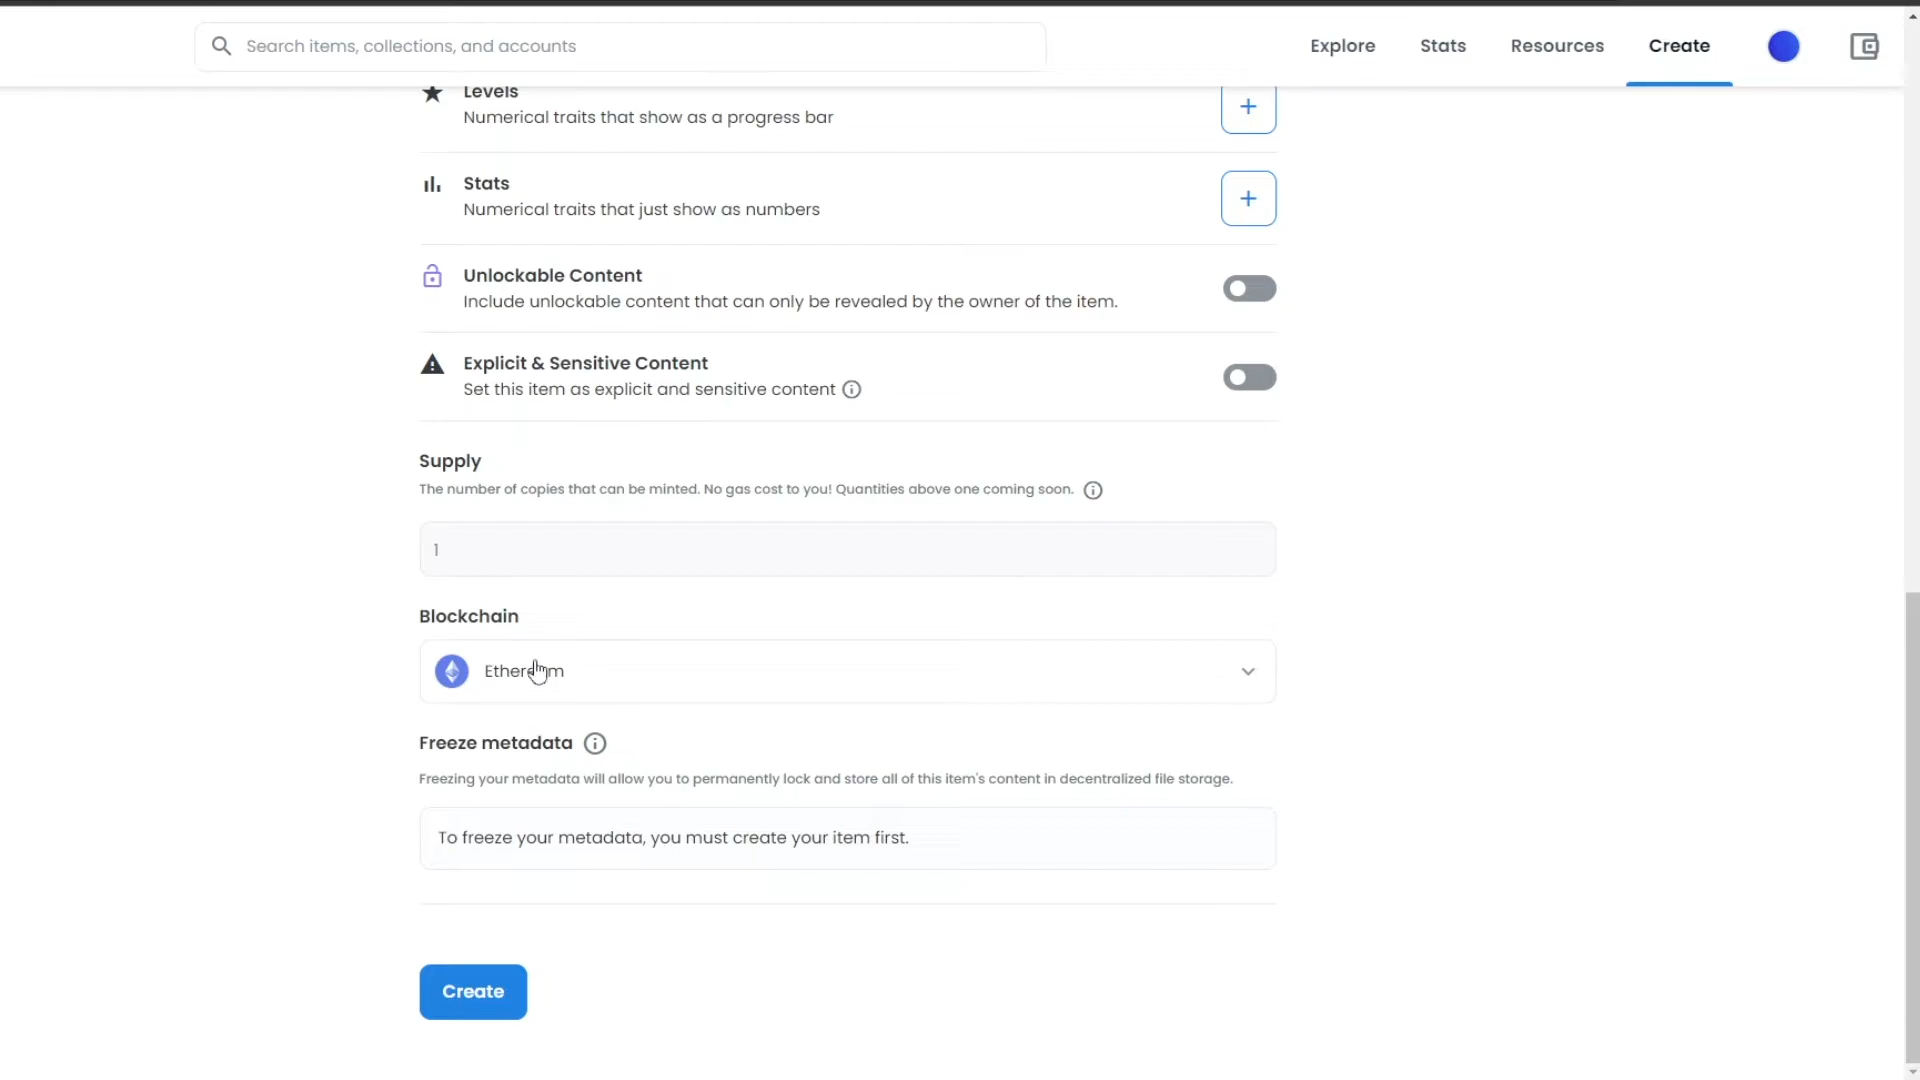 Search items, collections, and accounts
Explore
Stats
Resources
Create
Levels
Numerical traits that show as a progress bar
Stats
Numerical traits that just show as numbers
Unlockable Content
Include unlockable content that can only be revealed by the owner of the item.
Explicit & Sensitive Content
Set this item as explicit and sensitive content
Supply
The number of copies that can be minted. No gas cost to you! Quantities above one coming soon.
1
Blockchain
Ethereum
Freeze metadata
Freezing your metadata will allow you to permanently lock and store all of this item's content in decentralized file storage.
To freeze your metadata, you must create your item first.
Create